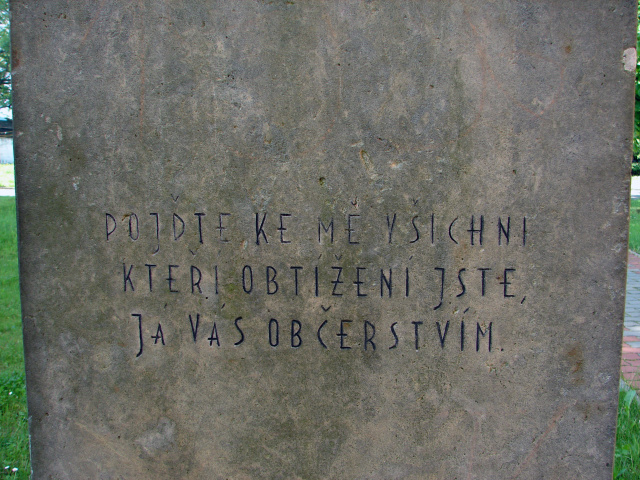 POJĎTE KE MĚ VŠICHNI
KTEŘÍ OBTÍŽENÍ JSTE,
JÁ VÁS OBČERSTVÍM.